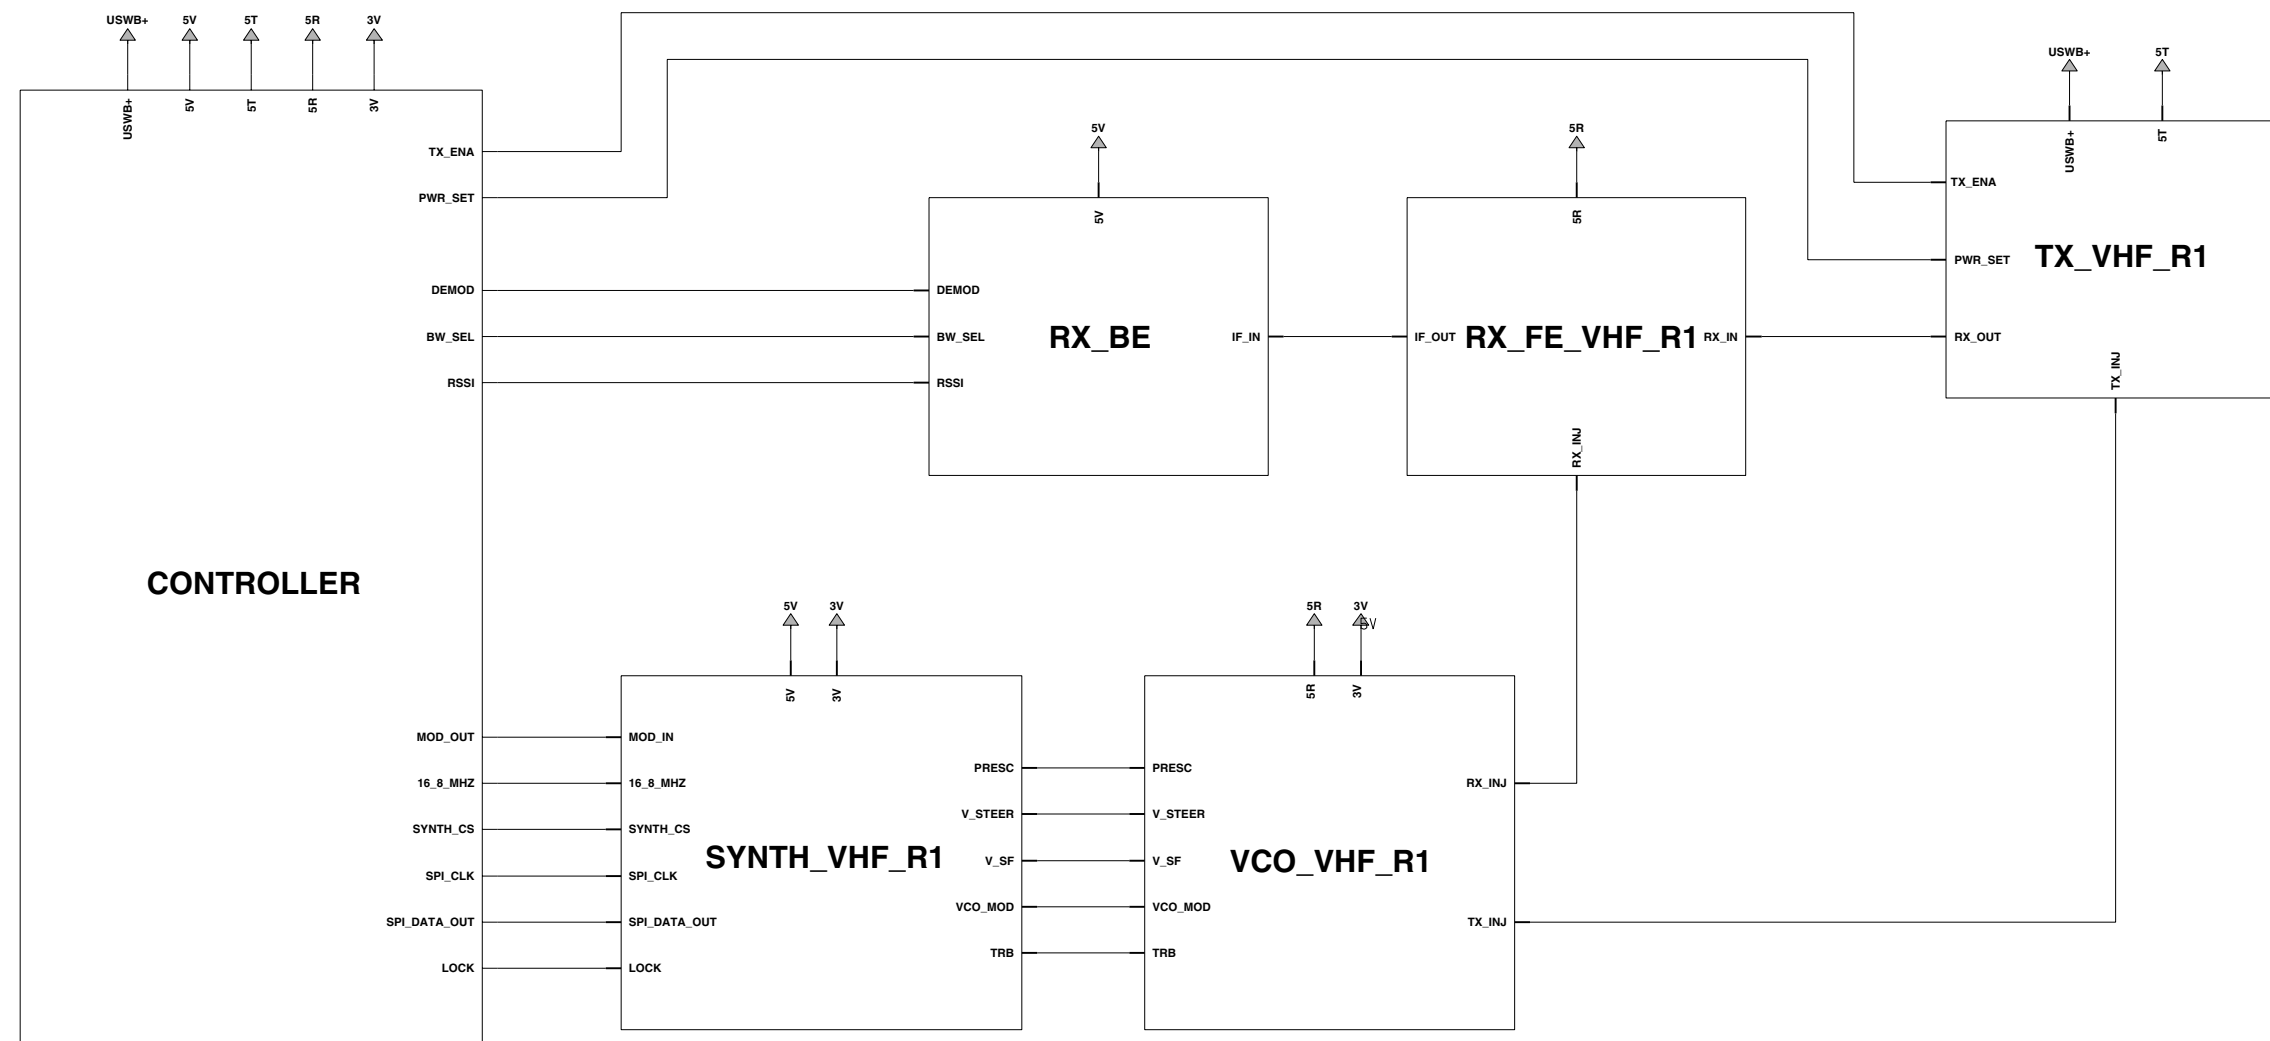 USWB+ 5V 5T 5R 3V
USWB+ 5V 5T 5R 3V
TX_ENA
PWR_SET
DEMOD
BW_SEL
RSSI
CONTROLLER
MOD_OUT
16_8_MHZ
SYNTH_CS
SPI_CLK
SPI_DATA_OUT
LOCK
5V
5V
DEMOD
BW_SEL
RSSI
RX_BE
IF_IN
5R
5R
IF_OUT
RX_FE_VHF_R1
RX_IN
RX_INJ
USWB+ 5T
USWB+ 5T
TX_ENA
PWR_SET
RX_OUT
TX_VHF_R1
TX_INJ
5V 3V
5V 3V
MOD_IN
16_8_MHZ
SYNTH_CS
SPI_CLK
SPI_DATA_OUT
LOCK
SYNTH_VHF_R1
PRESC
V_STEER
V_SF
VCO_MOD
TRB
5R 3V
5V
5R 3V
PRESC
V_STEER
V_SF
VCO_MOD
TRB
VCO_VHF_R1
RX_INJ
TX_INJ